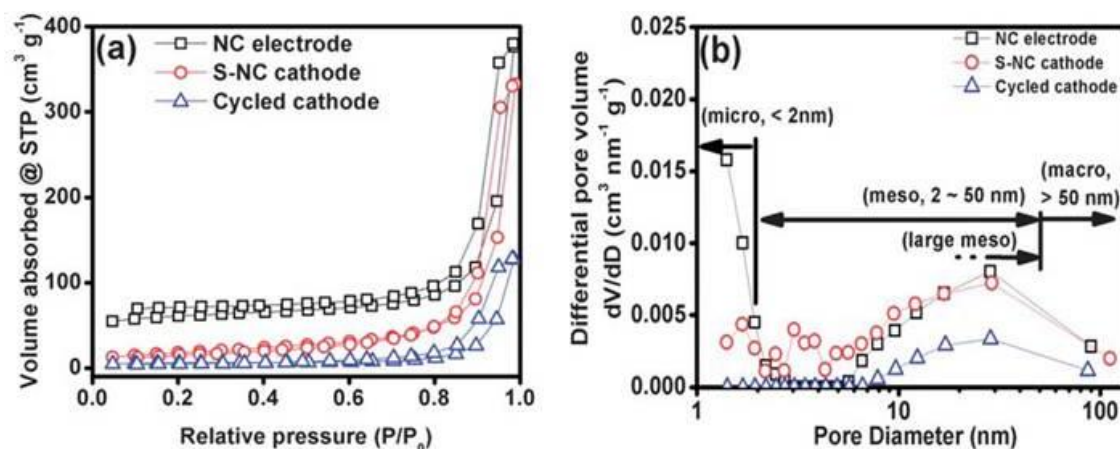 (a)
NC electrode
S-NC cathode
Cycled cathode
400
300
200
100
0
Volume absorbed @ STP (cm³ g⁻¹)
0.0 0.2 0.4 0.6 0.8 1.0
Relative pressure (P/P₀)
(b)
NC electrode
S-NC cathode
Cycled cathode
(micro, < 2nm)
(macro,
> 50 nm)
(meso, 2 ~ 50 nm)
(large meso)
0.025
0.020
0.015
0.010
0.005
0.000
Differential pore volume
dV/dD (cm³ nm⁻¹ g⁻¹)
1 10 100
Pore Diameter (nm)